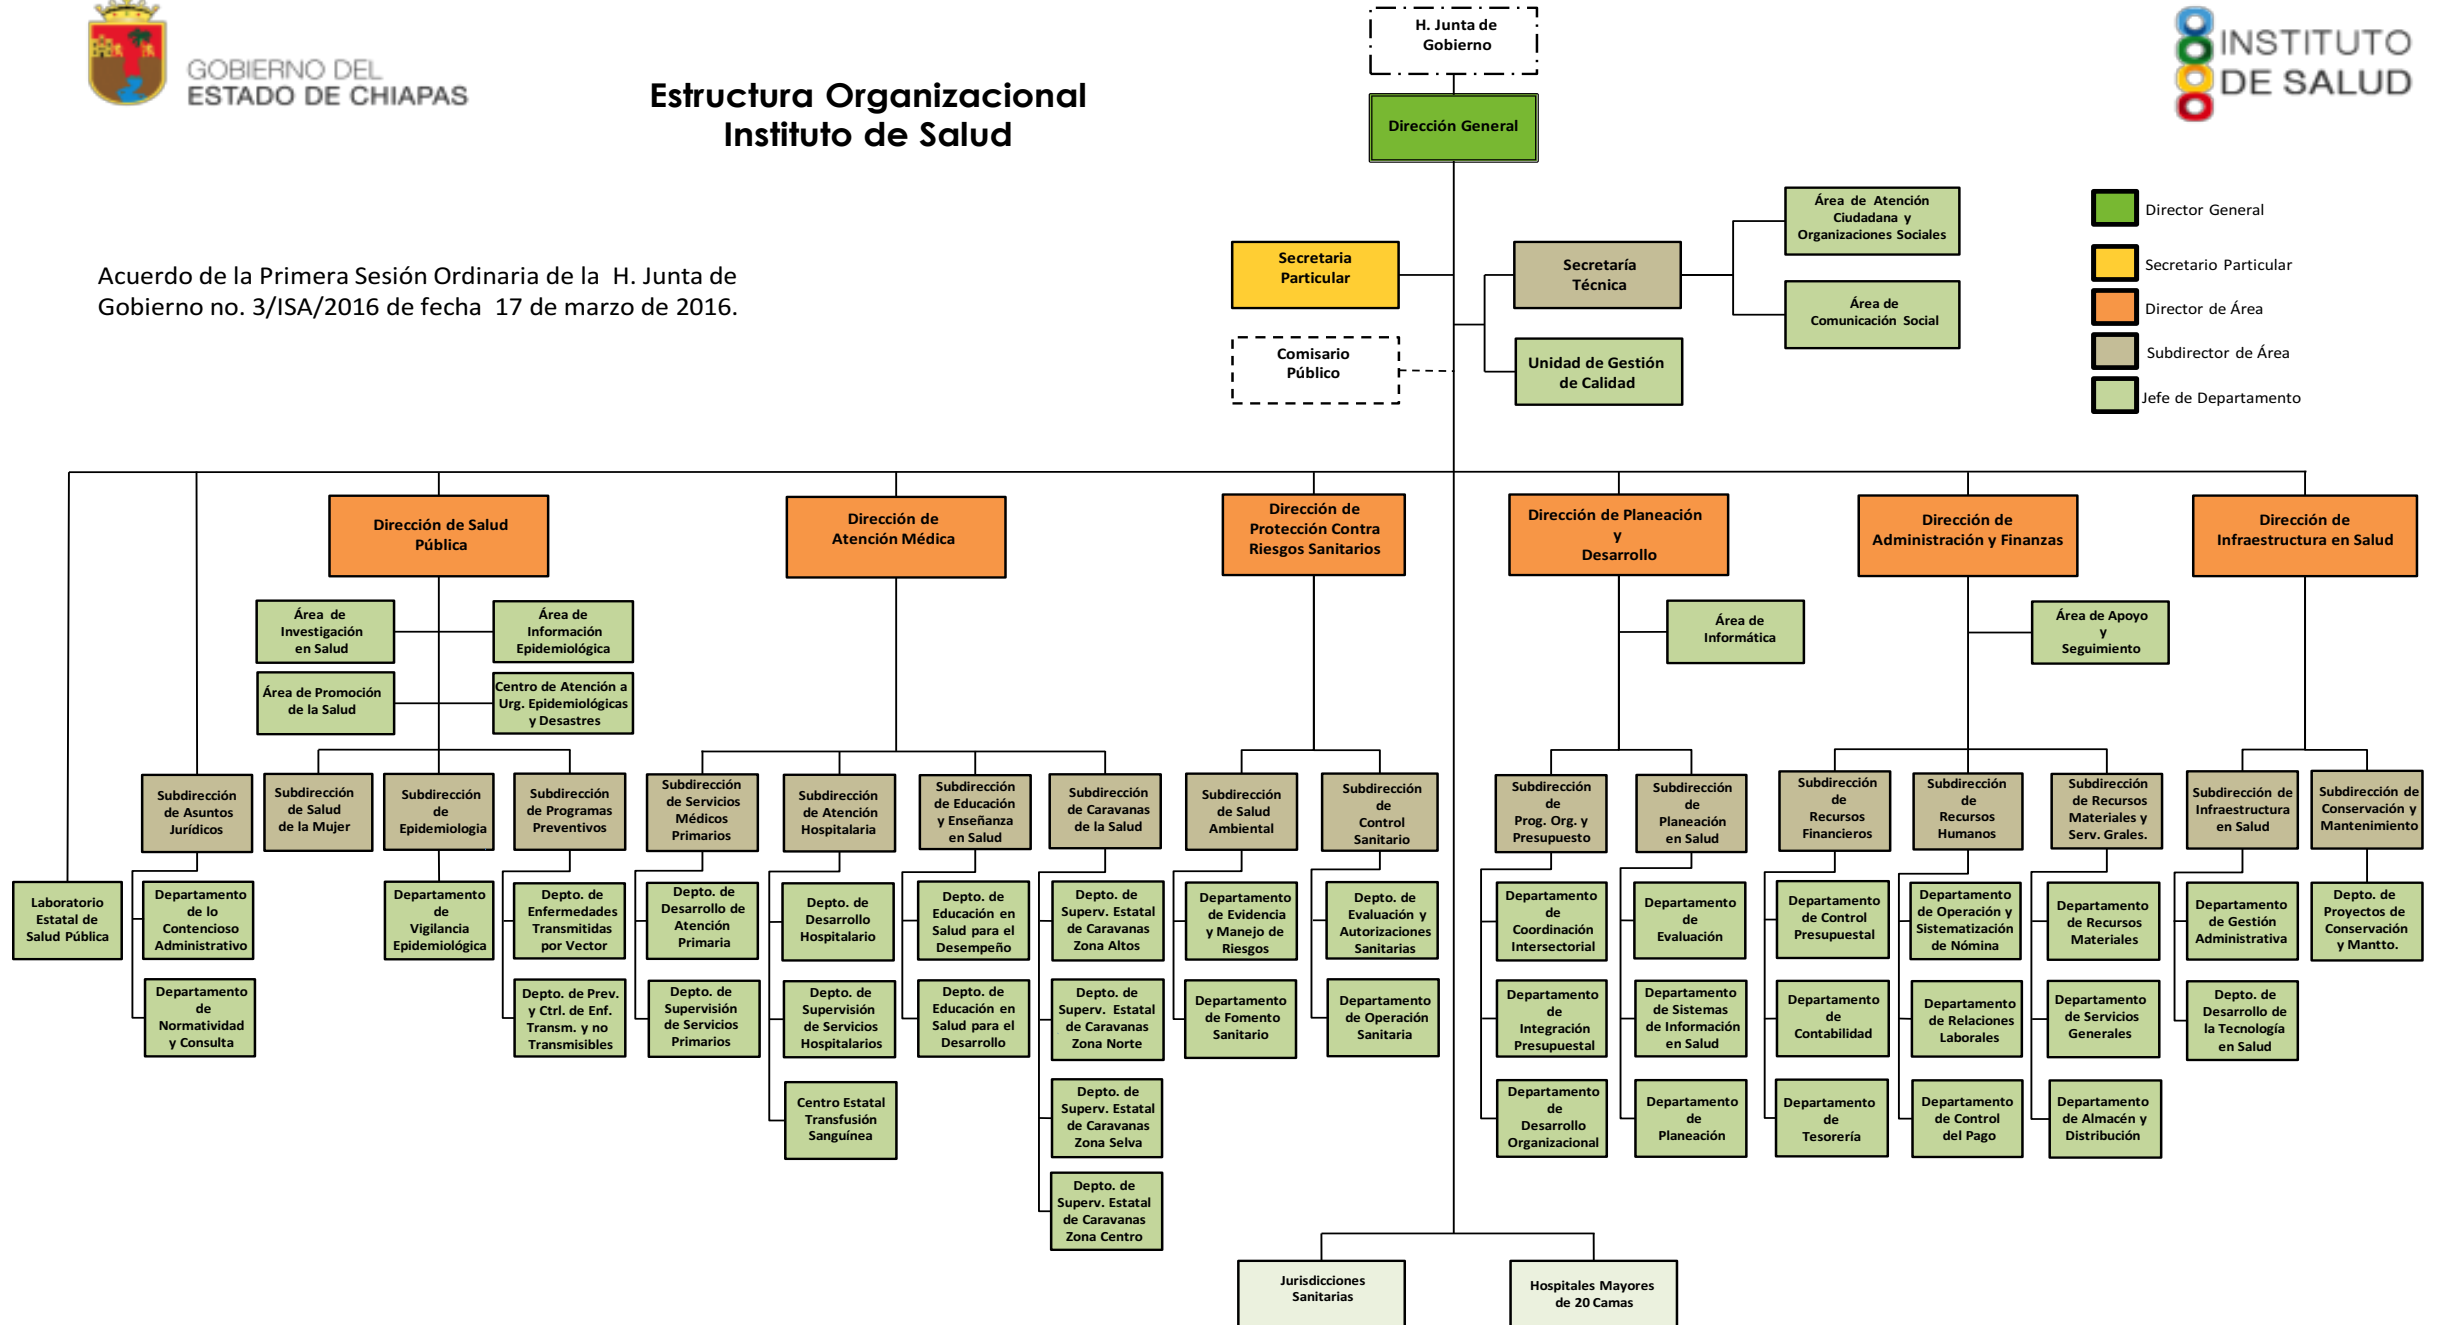 H. Junta de
Gobierno
GOBIERNO DEL
ESTADO DE CHIAPAS
INSTITUTO
DE SALUD
Estructura Organizacional
Instituto de Salud
Dirección General
Área de Atención
Ciudadana y
Organizaciones Sociales
Director General
Secretaria
Particular
Secretaría
Técnica
Secretario Particular
Acuerdo de la Primera Sesión Ordinaria de la H. Junta de
Gobierno no. 3/ISA/2016 de fecha 17 de marzo de 2016.
Área de
Comunicación Social
Director de Área
Comisario
Público
Unidad de Gestión
de Calidad
Subdirector de Área
Jefe de Departamento
Dirección de Salud
Pública
Dirección de
Atención Médica
Dirección de
Protección Contra
Riesgos Sanitarios
Dirección de Planeación
y
Desarrollo
Dirección de
Administración y Finanzas
Dirección de
Infraestructura en Salud
Área de
Investigación
en Salud
Área de
Información
Epidemiológica
Área de
Informática
Área de Apoyo
y
Seguimiento
Área de Promoción
de la Salud
Centro de Atención a
Urg. Epidemiológicas
y Desastres
Subdirección
de Asuntos
Jurídicos
Subdirección
de Salud
de la Mujer
Subdirección
de
Epidemiologia
Subdirección
de Programas
Preventivos
Subdirección
de Servicios
Médicos
Primarios
Subdirección
de Atención
Hospitalaria
Subdirección
de Educación
y Enseñanza
en Salud
Subdirección
de Caravanas
de la Salud
Subdirección
de Salud
Ambiental
Subdirección
de
Control
Sanitario
Subdirección
de
Prog. Org. y
Presupuesto
Subdirección
de
Planeación
en Salud
Subdirección
de
Recursos
Financieros
Subdirección
de
Recursos
Humanos
Subdirección
de Recursos
Materiales y
Serv. Grales.
Subdirección de
Infraestructura
en Salud
Subdirección de
Conservación y
Mantenimiento
Laboratorio
Estatal de
Salud Pública
Departamento
de lo
Contencioso
Administrativo
Departamento
de
Vigilancia
Epidemiológica
Depto. de
Enfermedades
Transmitidas
por Vector
Depto. de
Desarrollo de
Atención
Primaria
Depto. de
Desarrollo
Hospitalario
Depto. de
Educación en
Salud para el
Desempeño
Depto. de
Superv. Estatal
de Caravanas
Zona Altos
Departamento
de Evidencia
y Manejo de
Riesgos
Depto. de
Evaluación y
Autorizaciones
Sanitarias
Departamento
de
Coordinación
Intersectorial
Departamento
de
Evaluación
Departamento
de Control
Presupuestal
Departamento
de Operación y
Sistematización
de Nómina
Departamento
de Recursos
Materiales
Departamento
de Gestión
Administrativa
Depto. de
Proyectos de
Conservación
y Mantto.
Departamento
de
Normatividad
y Consulta
Depto. de Prev.
y Ctrl. de Enf.
Transm. y no
Transmisibles
Depto. de
Supervisión
de Servicios
Primarios
Depto. de
Supervisión
de Servicios
Hospitalarios
Depto. de
Educación en
Salud para el
Desarrollo
Depto. de
Superv. Estatal
de Caravanas
Zona Norte
Departamento
de Fomento
Sanitario
Departamento
de Operación
Sanitaria
Departamento
de
Integración
Presupuestal
Departamento
de Sistemas
de Información
en Salud
Departamento
de
Contabilidad
Departamento
de Relaciones
Laborales
Departamento
de Servicios
Generales
Depto. de
Desarrollo de
la Tecnología
en Salud
Centro Estatal
Transfusión
Sanguínea
Depto. de
Superv. Estatal
de Caravanas
Zona Selva
Departamento
de
Desarrollo
Organizacional
Departamento
de
Planeación
Departamento
de
Tesorería
Departamento
de Control
del Pago
Departamento
de Almacén y
Distribución
Depto. de
Superv. Estatal
de Caravanas
Zona Centro
Jurisdicciones
Sanitarias
Hospitales Mayores
de 20 Camas